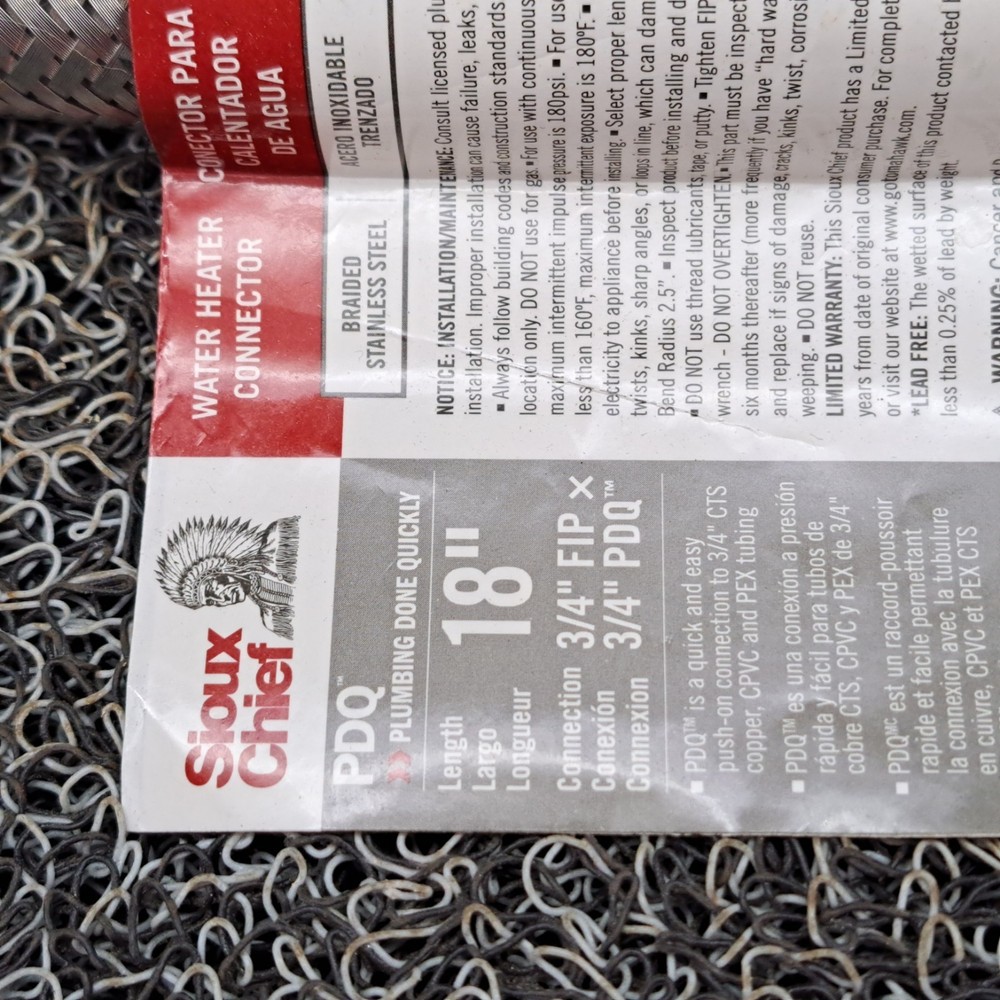 Sioux
Chief
PDQ™
PLUMBING DONE QUICKLY
Length
Largo
Longueur
18"
Connection
Conexión
Connexion
3/4" FIP ×
3/4" PDQ™
▪ PDQ™ is a quick and easy
push-on connection to 3/4" CTS
copper, CPVC and PEX tubing
▪ PDQ™ es una conexión a presión
rápida y fácil para tubos de
cobre CTS, CPVC y PEX de 3/4"
▪ PDQᴹᶜ est un raccord-poussoir
rapide et facile permettant
la connexion avec la tubulure
en cuivre, CPVC et PEX CTS
WATER HEATER
CONNECTOR
CONECTOR PARA
CALENTADOR
DE AGUA
BRAIDED
STAINLESS STEEL
ACERO INOXIDABLE
TRENZADO
NOTICE: INSTALLATION/MAINTENANCE: Consult licensed
installation. Improper installation can cause failure, leaks,
▪ Always follow building codes and construction standards
location only. DO NOT use for gas. ▪ For use with continuous
maximum intermittent impulse pressure is 180psi. ▪ For use
less than 160°F, maximum intermittent exposure is 180°F. ▪
electricity to appliance before installing. ▪ Select proper
twists, kinks, sharp angles, or loops in line, which can
Bend Radius 2.5" ▪ Inspect product before installing and
▪ DO NOT use thread lubricants, tape, or putty. ▪ Tighten FIP
wrench - DO NOT OVERTIGHTEN ▪ This part must be
six months thereafter (more frequently if you have "hard
and replace if signs of damage, cracks, kinks, twist,
weeping. ▪ DO NOT reuse.
LIMITED WARRANTY: This Sioux Chief product has a Limited
years from date of original consumer purchase. For
or visit our website at www.gotomahawk.com.
*LEAD FREE: The wetted surface of this product contacted
less than 0.25% of lead by weight.
WARNING: Cancer and